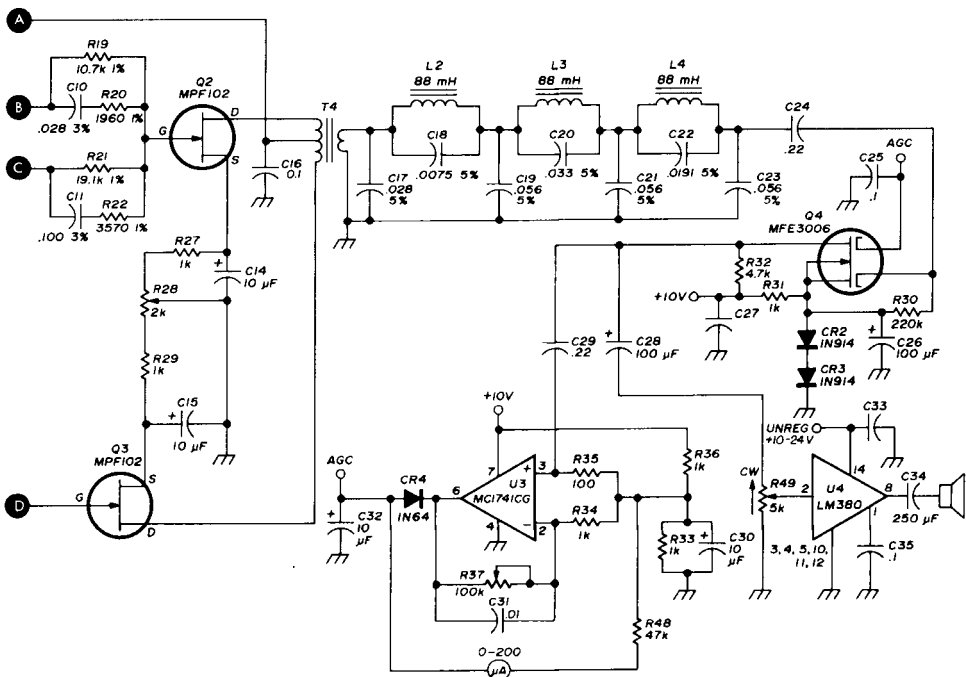 A
B
C
D
R19
10.7k 1%
C10
.028 3%
R20
1960 1%
R21
19.1k 1%
C11
.100 3%
R22
3570 1%
Q2
MPF102
G
D
S
T4
C16
0.1
R27
1k
C14
10 µF
+
R28
2k
R29
1k
C15
10 µF
+
Q3
MPF102
G
S
D
L2
88 mH
C18
.0075 5%
C17
.028
5%
L3
88 mH
C20
.033 5%
C19
.056
5%
L4
88 mH
C22
.0191 5%
C21
.056
5%
C23
.056
5%
C24
.22
AGC
C25
.1
Q4
MFE3006
R32
4.7k
R31
1k
+10V
C27
R30
220k
CR2
1N914
CR3
1N914
C26
100 µF
+
C29
.22
C28
100 µF
+
+10V
AGC
C32
10
µF
+
CR4
1N64
U3
MC1741CG
7
6
4
3
2
+
−
R35
100
R34
1k
R36
1k
R33
1k
C30
10
µF
+
R37
100k
C31
.01
R48
47k
0-200
µA
CW
R49
5k
UNREG
+10-24V
C33
U4
LM380
2
14
8
1
3, 4, 5, 10,
11, 12
C34
250 µF
C35
.1